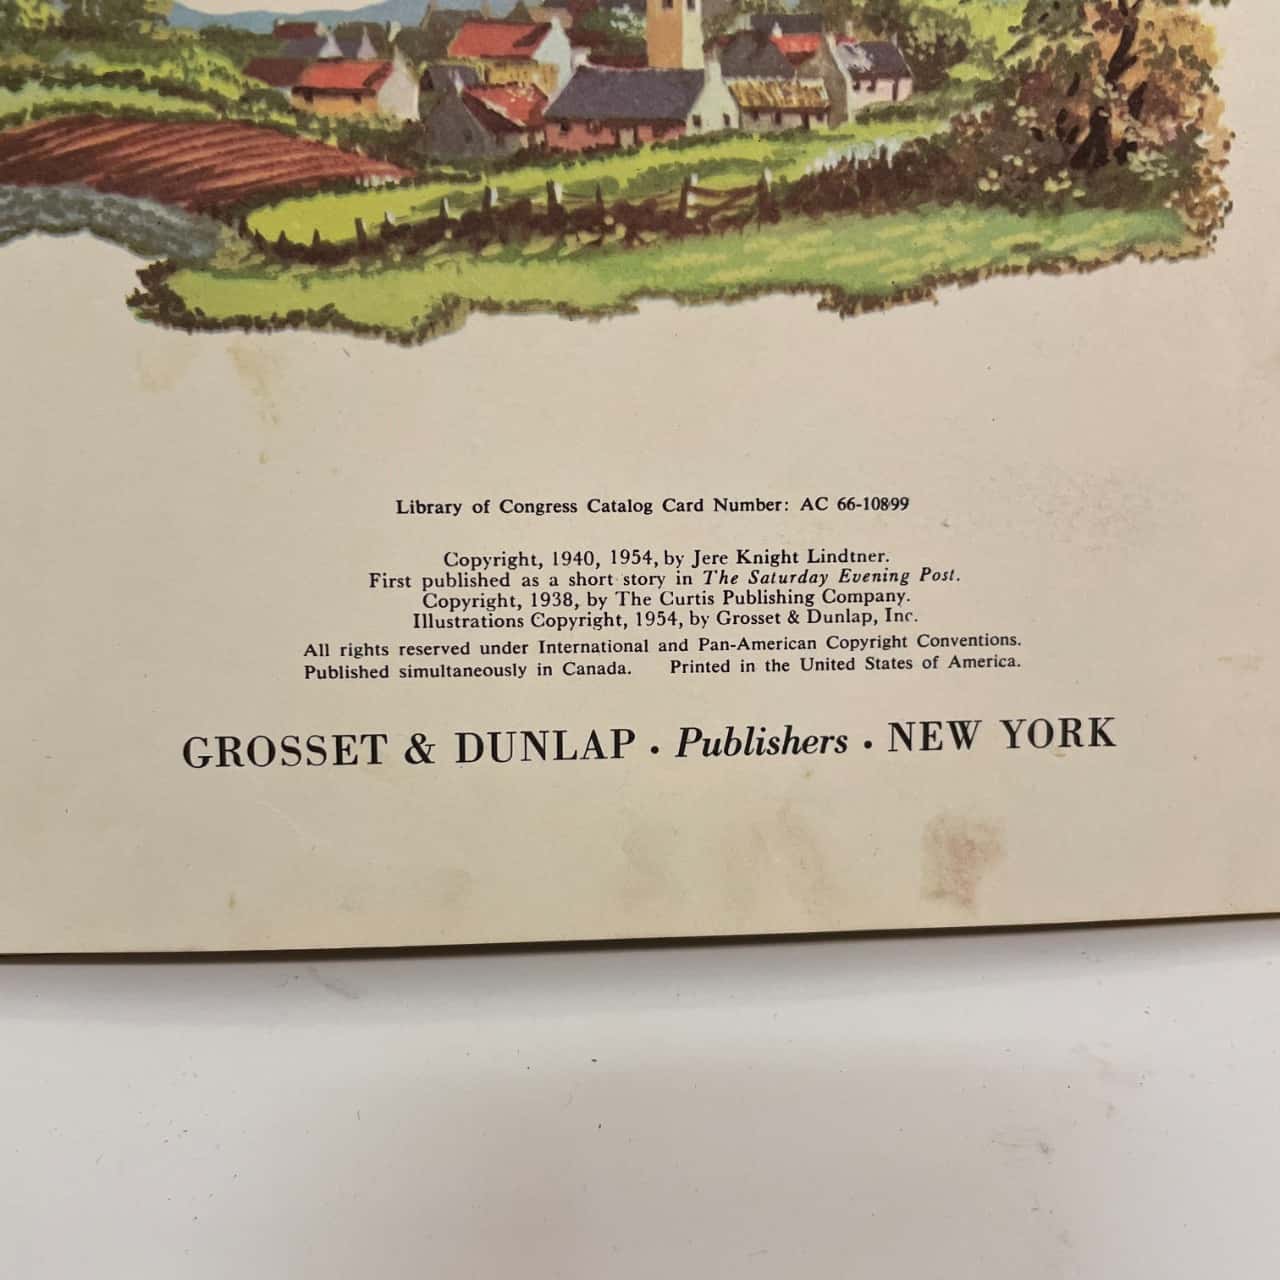 Library of Congress Catalog Card Number: AC 66-10899
Copyright, 1940, 1954, by Jere Knight Lindtner.
First published as a short story in The Saturday Evening Post.
Copyright, 1938, by The Curtis Publishing Company.
Illustrations Copyright, 1954, by Grosset & Dunlap, Inc.
All rights reserved under International and Pan-American Copyright Conventions.
Published simultaneously in Canada. Printed in the United States of America.
GROSSET & DUNLAP • Publishers • NEW YORK